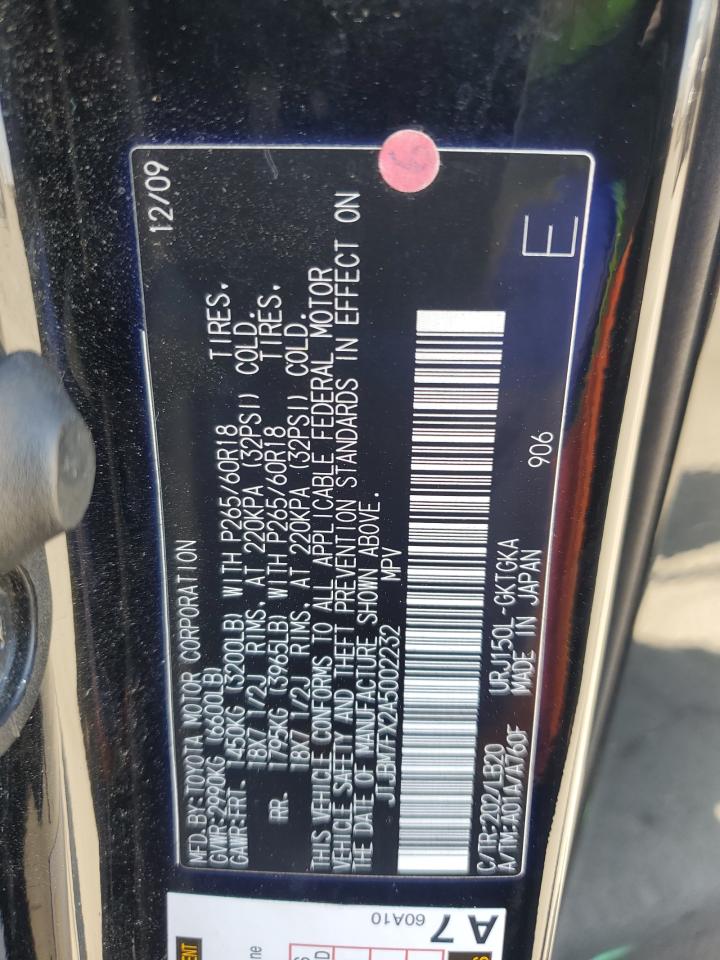 MFD. BY: TOYOTA MOTOR CORPORATION 12/09
GVWR: 2990KG (6600LB)
GAWR: FRT. 1450KG (3200LB) WITH P265/60R18 TIRES.
18X7 1/2J RIMS. AT 220KPA (32PSI) COLD.
RR. 1795KG (3965LB) WITH P265/60R18 TIRES.
18X7 1/2J RIMS. AT 220KPA (32PSI) COLD.
THIS VEHICLE CONFORMS TO ALL APPLICABLE FEDERAL MOTOR
VEHICLE SAFETY AND THEFT PREVENTION STANDARDS IN EFFECT ON
THE DATE OF MANUFACTURE SHOWN ABOVE.
JTJBM7FX2A5002232 MPV
C/TR: 202/LB20 URJ150L-GKTGKA 906
A/TM: A01A/A760F MADE IN JAPAN
E
A7
60A10